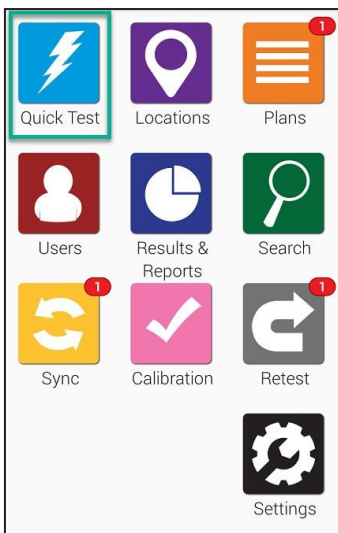 1
Quick Test
Locations
Plans
Users
Results &
Reports
Search
1
1
Sync
Calibration
Retest
Settings